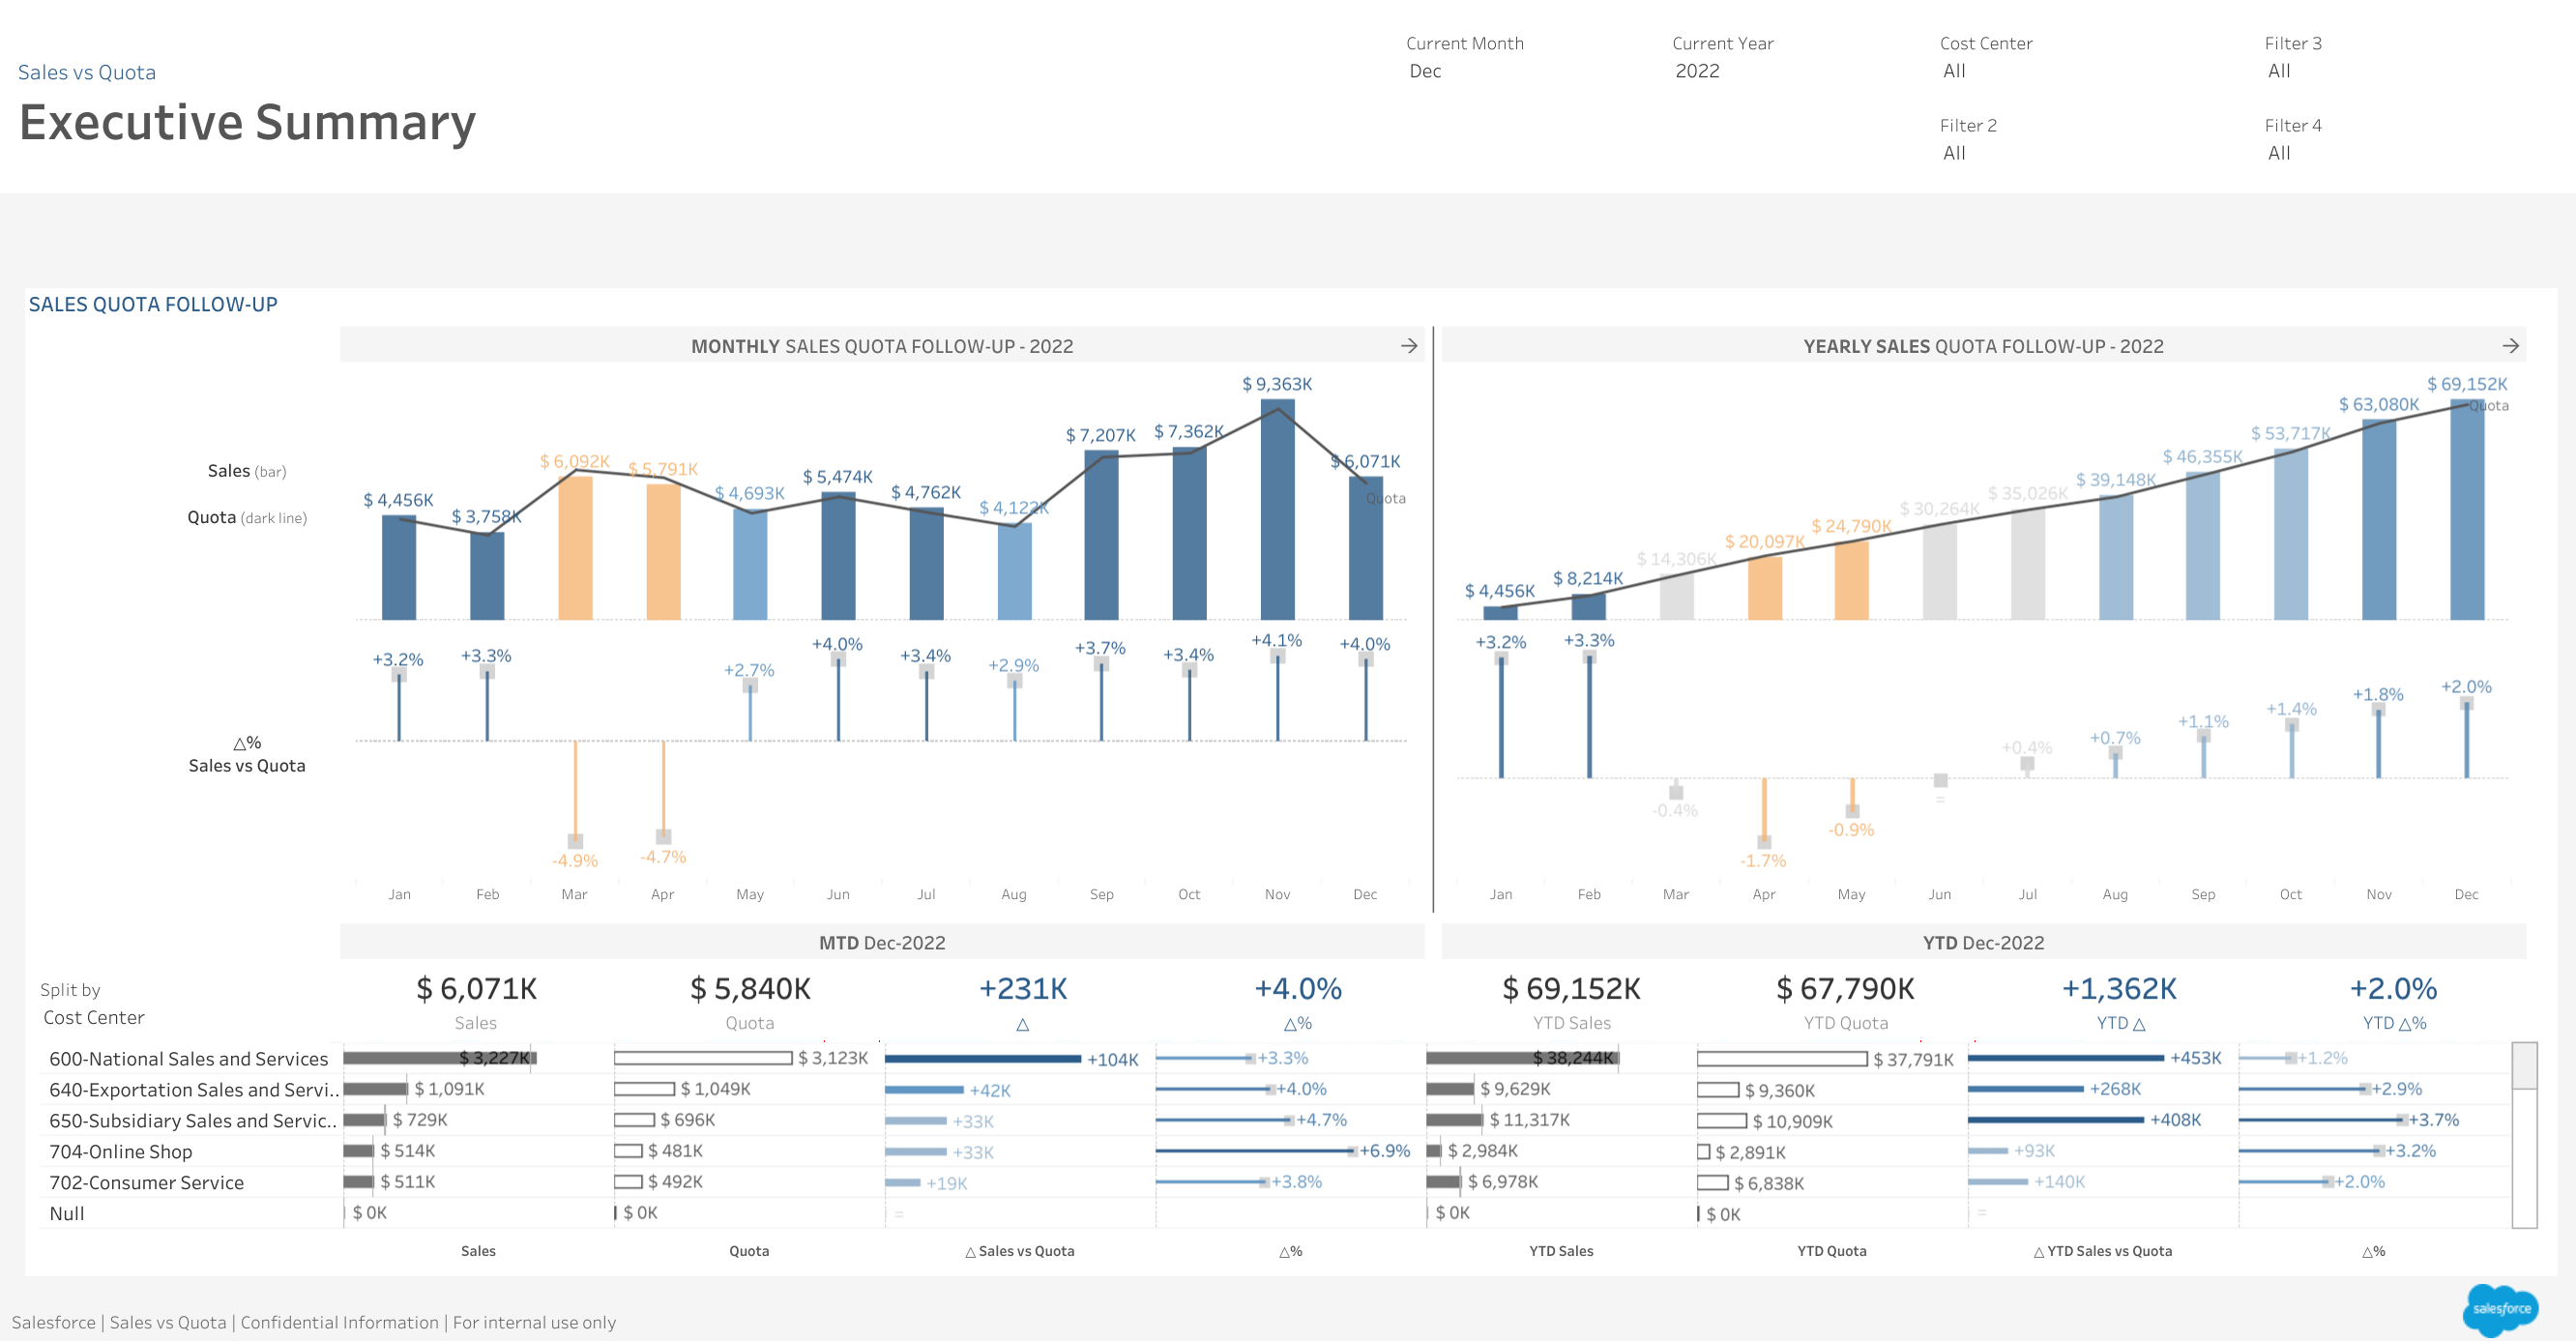 Sales vs Quota
Executive Summary
Current Month
Dec
Current Year
2022
Cost Center
All
Filter 3
All
Filter 2
All
Filter 4
All
SALES QUOTA FOLLOW-UP
MONTHLY SALES QUOTA FOLLOW-UP - 2022 →
YEARLY SALES QUOTA FOLLOW-UP - 2022 →
Sales (bar)
Quota (dark line)
$ 4,456K $ 3,758K $ 6,092K $ 5,791K $ 4,693K $ 5,474K $ 4,762K $ 4,122K $ 7,207K $ 7,362K $ 9,363K $ 6,071K
Quota
$ 4,456K $ 8,214K $ 14,306K $ 20,097K $ 24,790K $ 30,264K $ 35,026K $ 39,148K $ 46,355K $ 53,717K $ 63,080K $ 69,152K
Quota
△%
Sales vs Quota
+3.2% +3.3% -4.9% -4.7% +2.7% +4.0% +3.4% +2.9% +3.7% +3.4% +4.1% +4.0%
+3.2% +3.3% -0.4% -1.7% -0.9% = +0.4% +0.7% +1.1% +1.4% +1.8% +2.0%
Jan Feb Mar Apr May Jun Jul Aug Sep Oct Nov Dec
Jan Feb Mar Apr May Jun Jul Aug Sep Oct Nov Dec
MTD Dec-2022
YTD Dec-2022
Split by
Cost Center
$ 6,071K $ 5,840K +231K +4.0% $ 69,152K $ 67,790K +1,362K +2.0%
Sales Quota △ △% YTD Sales YTD Quota YTD △ YTD △%
600-National Sales and Services $ 3,227K $ 3,123K +104K +3.3% $ 38,244K $ 37,791K +453K +1.2%
640-Exportation Sales and Servi.. $ 1,091K $ 1,049K +42K +4.0% $ 9,629K $ 9,360K +268K +2.9%
650-Subsidiary Sales and Servic.. $ 729K $ 696K +33K +4.7% $ 11,317K $ 10,909K +408K +3.7%
704-Online Shop $ 514K $ 481K +33K +6.9% $ 2,984K $ 2,891K +93K +3.2%
702-Consumer Service $ 511K $ 492K +19K +3.8% $ 6,978K $ 6,838K +140K +2.0%
Null $ 0K $ 0K = $ 0K $ 0K =
Sales Quota △ Sales vs Quota △% YTD Sales YTD Quota △ YTD Sales vs Quota △%
Salesforce | Sales vs Quota | Confidential Information | For internal use only
salesforce